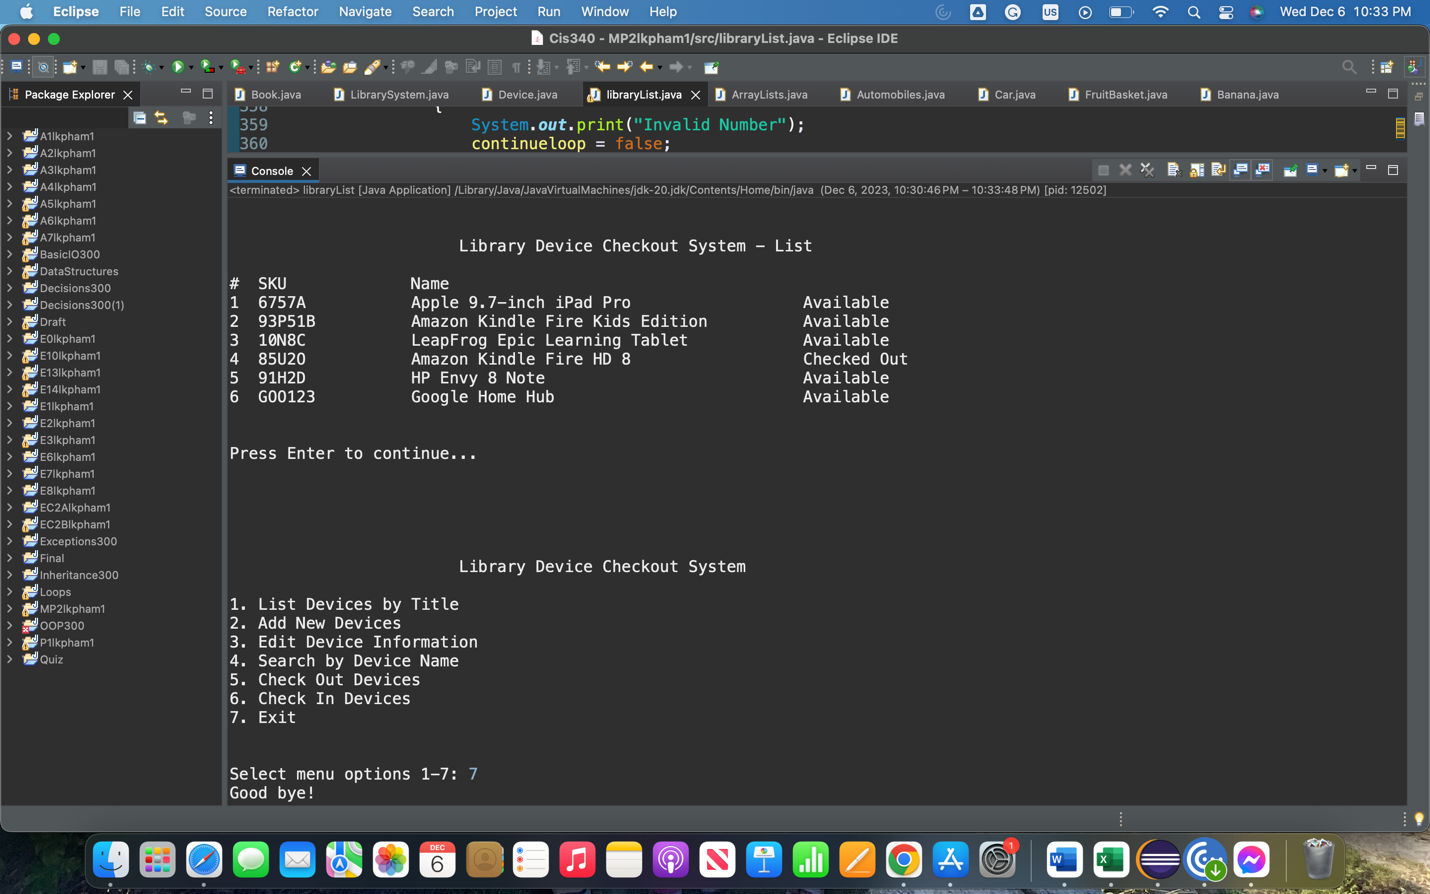 Eclipse File Edit Source Refactor Navigate Search Project Run Window Help US Wed Dec 6 10:33 PM
Cis340 - MP2lkpham1/src/libraryList.java - Eclipse IDE
Package Explorer
Book.java LibrarySystem.java Device.java libraryList.java ArrayLists.java Automobiles.java Car.java FruitBasket.java Banana.java
358 {
359 System.out.print("Invalid Number");
360 continueloop = false;
Console
<terminated> libraryList [Java Application] /Library/Java/JavaVirtualMachines/jdk-20.jdk/Contents/Home/bin/java (Dec 6, 2023, 10:30:46 PM – 10:33:48 PM) [pid: 12502]
A1lkpham1
A2lkpham1
A3lkpham1
A4lkpham1
A5lkpham1
A6lkpham1
A7lkpham1
BasicIO300
DataStructures
Decisions300
Decisions300(1)
Draft
E0lkpham1
E10lkpham1
E13lkpham1
E14lkpham1
E1lkpham1
E2lkpham1
E3lkpham1
E6lkpham1
E7lkpham1
E8lkpham1
EC2Alkpham1
EC2Blkpham1
Exceptions300
Final
Inheritance300
Loops
MP2lkpham1
OOP300
P1lkpham1
Quiz
Library Device Checkout System - List
# SKU Name
1 6757A Apple 9.7-inch iPad Pro Available
2 93P51B Amazon Kindle Fire Kids Edition Available
3 10N8C LeapFrog Epic Learning Tablet Available
4 85U2O Amazon Kindle Fire HD 8 Checked Out
5 91H2D HP Envy 8 Note Available
6 GOO123 Google Home Hub Available
Press Enter to continue...
Library Device Checkout System
1. List Devices by Title
2. Add New Devices
3. Edit Device Information
4. Search by Device Name
5. Check Out Devices
6. Check In Devices
7. Exit
Select menu options 1-7: 7
Good bye!
DEC
6
1